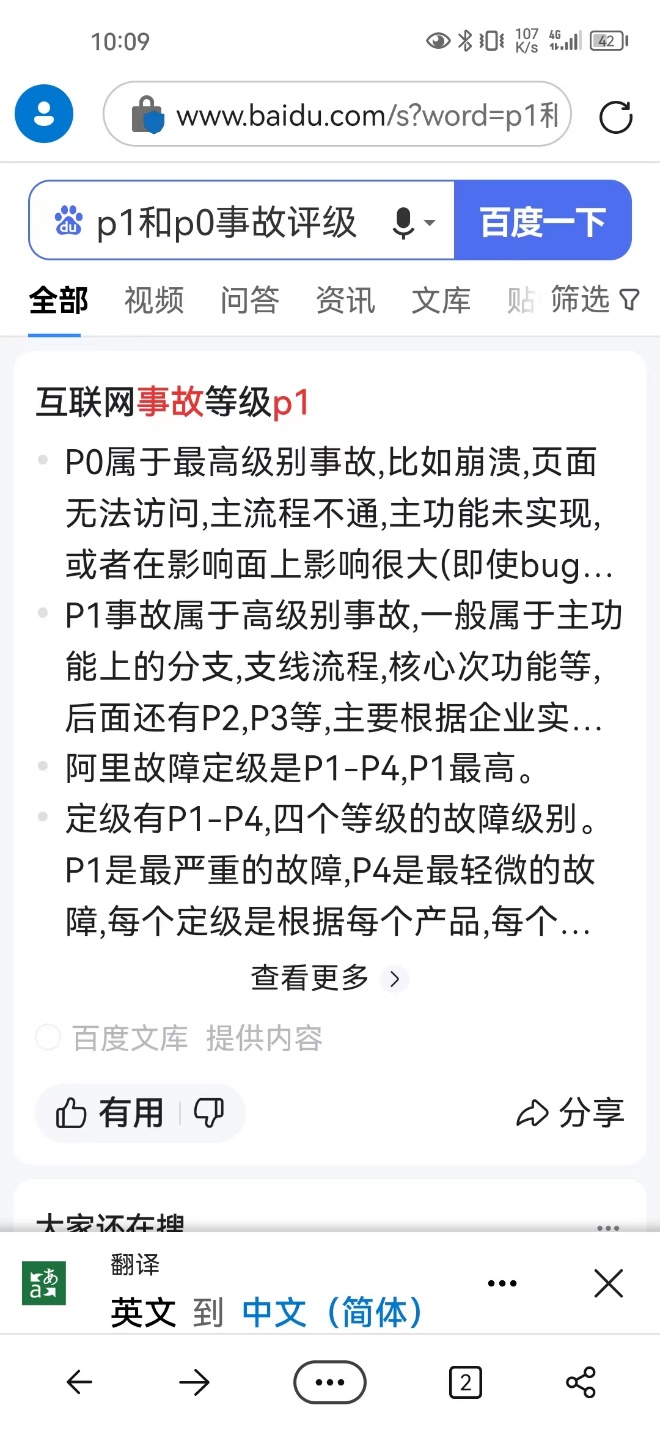 10:09
107
K/s
4G
42
www.baidu.com/s?word=p1和
du
p1和p0事故评级
百度一下
全部 视频 问答 资讯 文库 贴 筛选
互联网事故等级p1
P0属于最高级别事故,比如崩溃,页面
无法访问,主流程不通,主功能未实现,
或者在影响面上影响很大(即使bug...
P1事故属于高级别事故,一般属于主功
能上的分支,支线流程,核心次功能等,
后面还有P2,P3等,主要根据企业实...
阿里故障定级是P1-P4,P1最高。
定级有P1-P4,四个等级的故障级别。
P1是最严重的故障,P4是最轻微的故
障,每个定级是根据每个产品,每个...
查看更多
百度文库 提供内容
有用
分享
大家还在搜
翻译
英文 到 中文（简体）
2